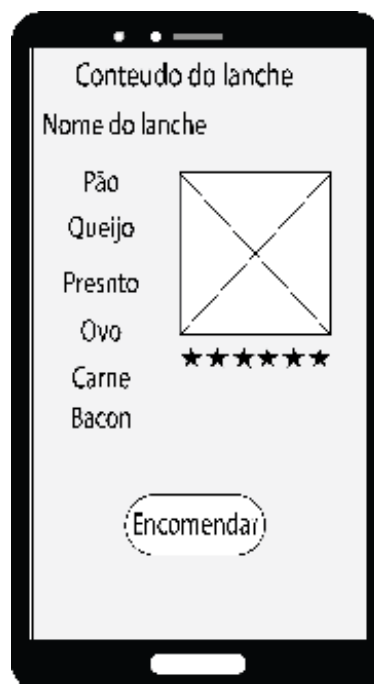 Conteudo do lanche
Nome do lanche
Pão
Queijo
Presnto
Ovo
Carne
Bacon
★★★★★★
Encomendar